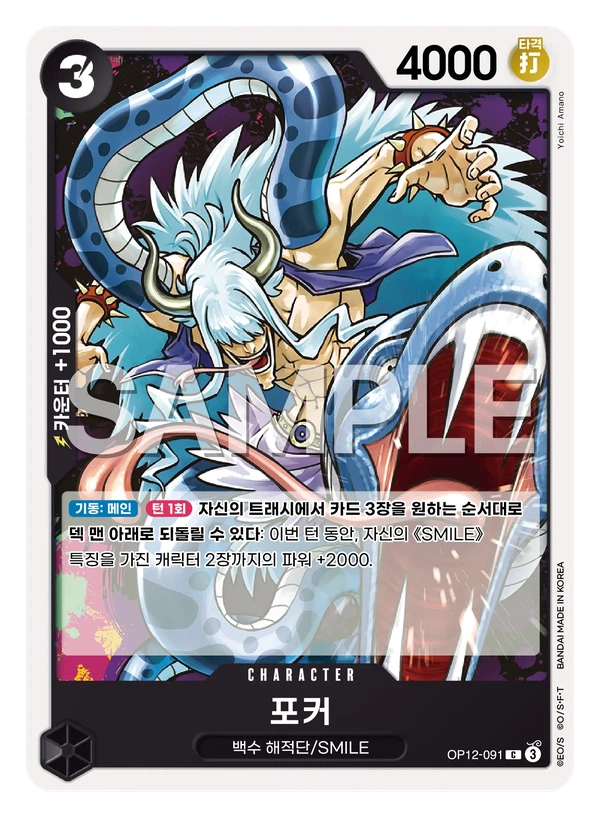 3
4000
타격
打
Yoichi Amano
카운터 +1000
SAMPLE
기동: 메인 턴 1회 자신의 트래시에서 카드 3장을 원하는 순서대로
덱 맨 아래로 되돌릴 수 있다: 이번 턴 동안, 자신의 《SMILE》
특징을 가진 캐릭터 2장까지의 파워 +2000.
CHARACTER
포커
백수 해적단/SMILE
OP12-091 C 3
©EO/S ©O/S·F·T BANDAI MADE IN KOREA